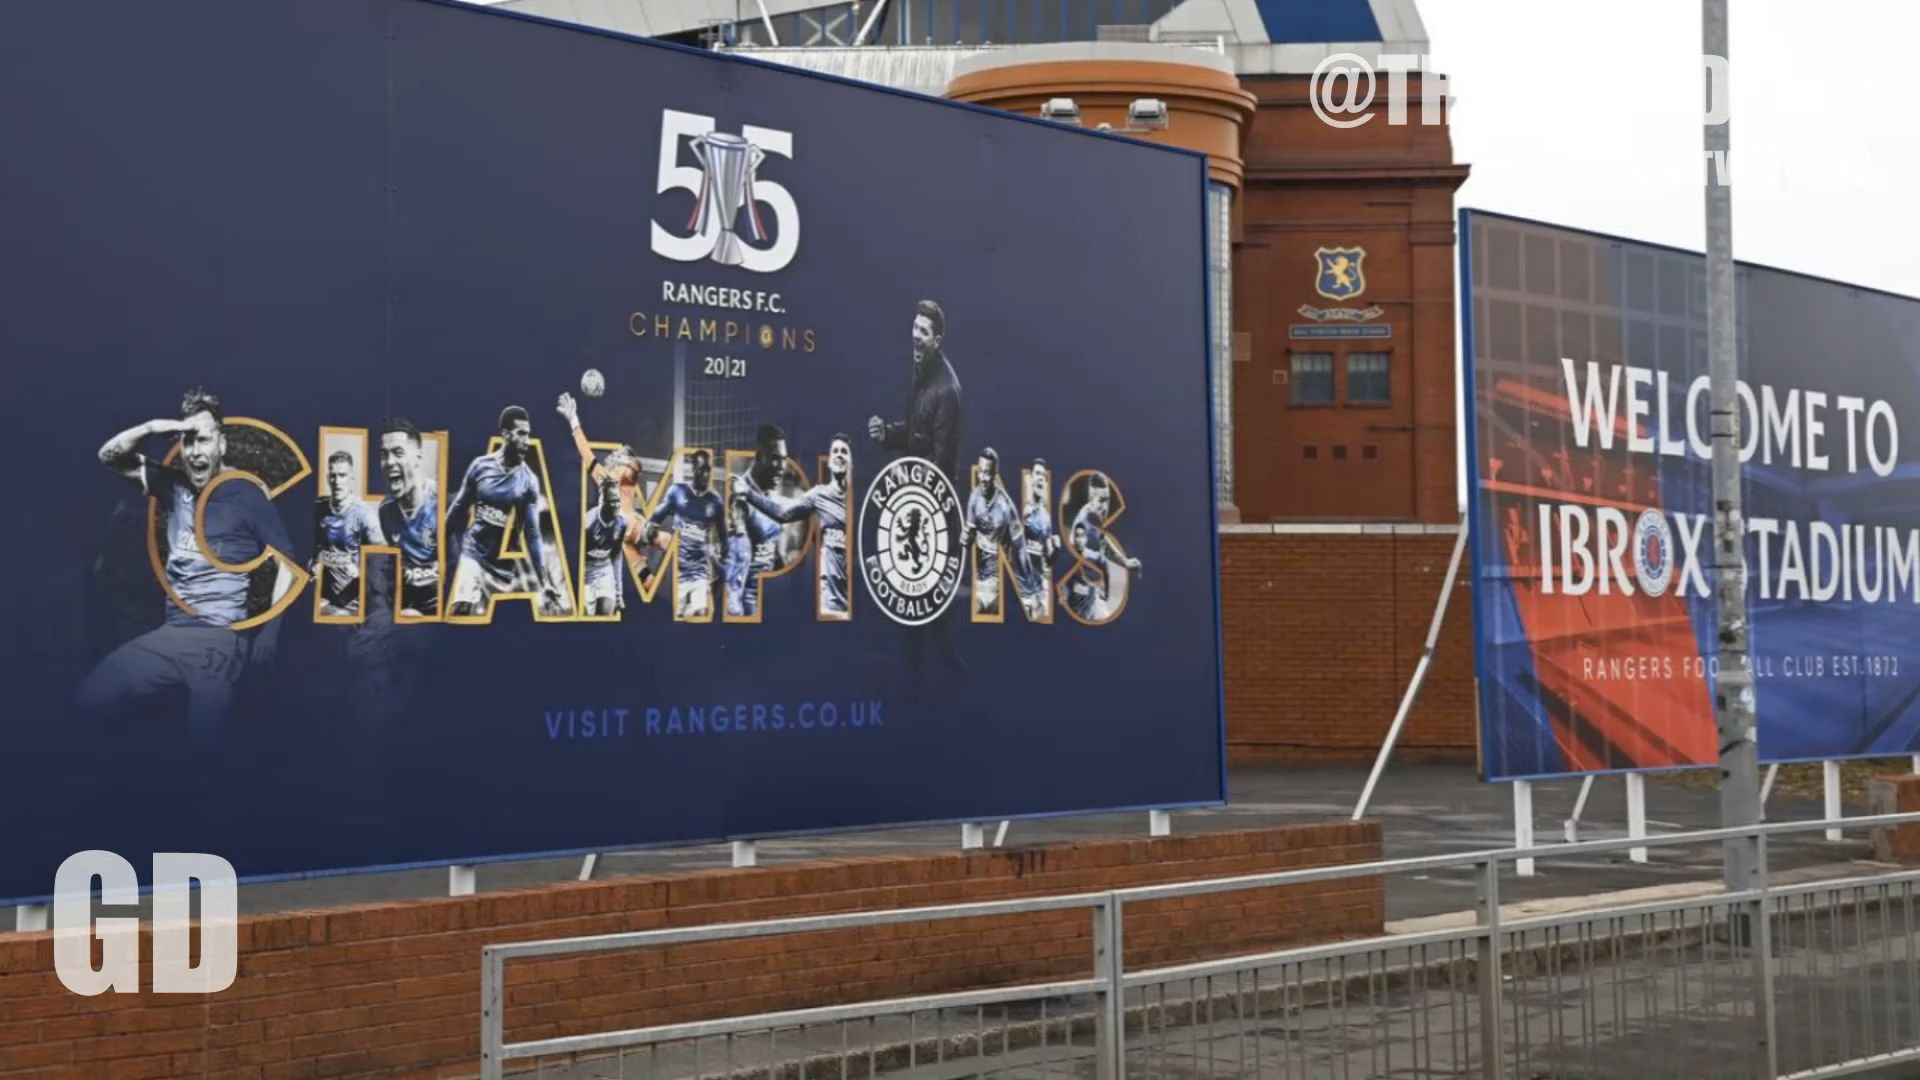 55
RANGERS F.C.
CHAMPIONS
20|21
CHAMPIONS
RANGERS
READY
FOOTBALL CLUB
VISIT RANGERS.CO.UK
WELCOME TO
IBROX STADIUM
RANGERS FOOTBALL CLUB EST.1872
GD